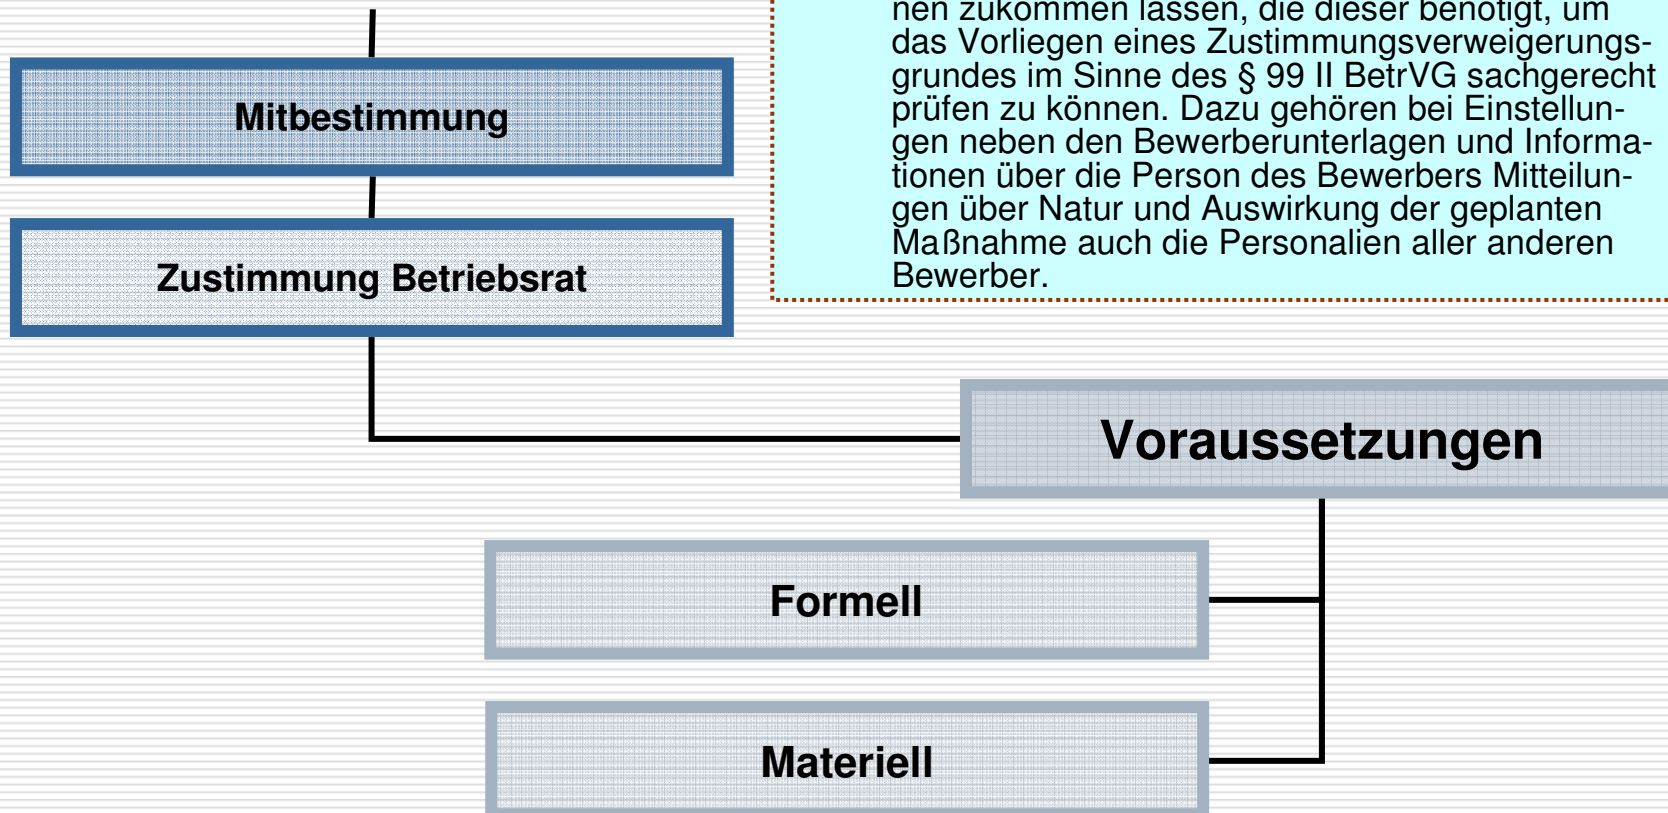 nen zukommen lassen, die dieser benötigt, um
das Vorliegen eines Zustimmungsverweigerungs-
grundes im Sinne des § 99 II BetrVG sachgerecht
prüfen zu können. Dazu gehören bei Einstellun-
gen neben den Bewerberunterlagen und Informa-
tionen über die Person des Bewerbers Mitteilun-
gen über Natur und Auswirkung der geplanten
Maßnahme auch die Personalien aller anderen
Bewerber.
Mitbestimmung
Zustimmung Betriebsrat
Voraussetzungen
Formell
Materiell